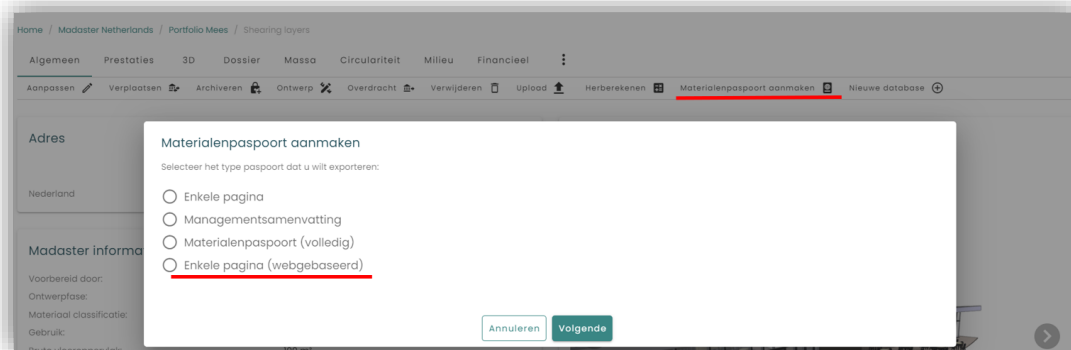 Home / Madaster Netherlands / Portfolio Mees / Shearing layers
Algemeen Prestaties 3D Dossier Massa Circulariteit Milieu Financieel
Aanpassen Verplaatsen Archiveren Ontwerp Overdracht Verwijderen Upload Herberekenen Materialenpaspoort aanmaken Nieuwe database
Adres
Nederland
Madaster informa
Voorbereid door:
Ontwerpfase:
Materiaal classificatie:
Gebruik:
Materialenpaspoort aanmaken
Selecteer het type paspoort dat u wilt exporteren:
Enkele pagina
Managementsamenvatting
Materialenpaspoort (volledig)
Enkele pagina (webgebaseerd)
Annuleren Volgende